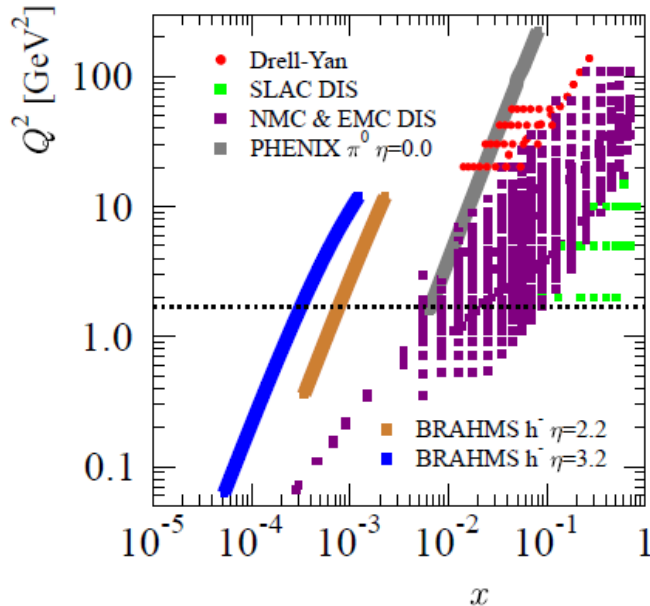 Q² [GeV²]
100
10
1.0
0.1
Drell-Yan
SLAC DIS
NMC & EMC DIS
PHENIX π⁰ η=0.0
BRAHMS h⁻ η=2.2
BRAHMS h⁻ η=3.2
10⁻⁵ 10⁻⁴ 10⁻³ 10⁻² 10⁻¹ 1
x